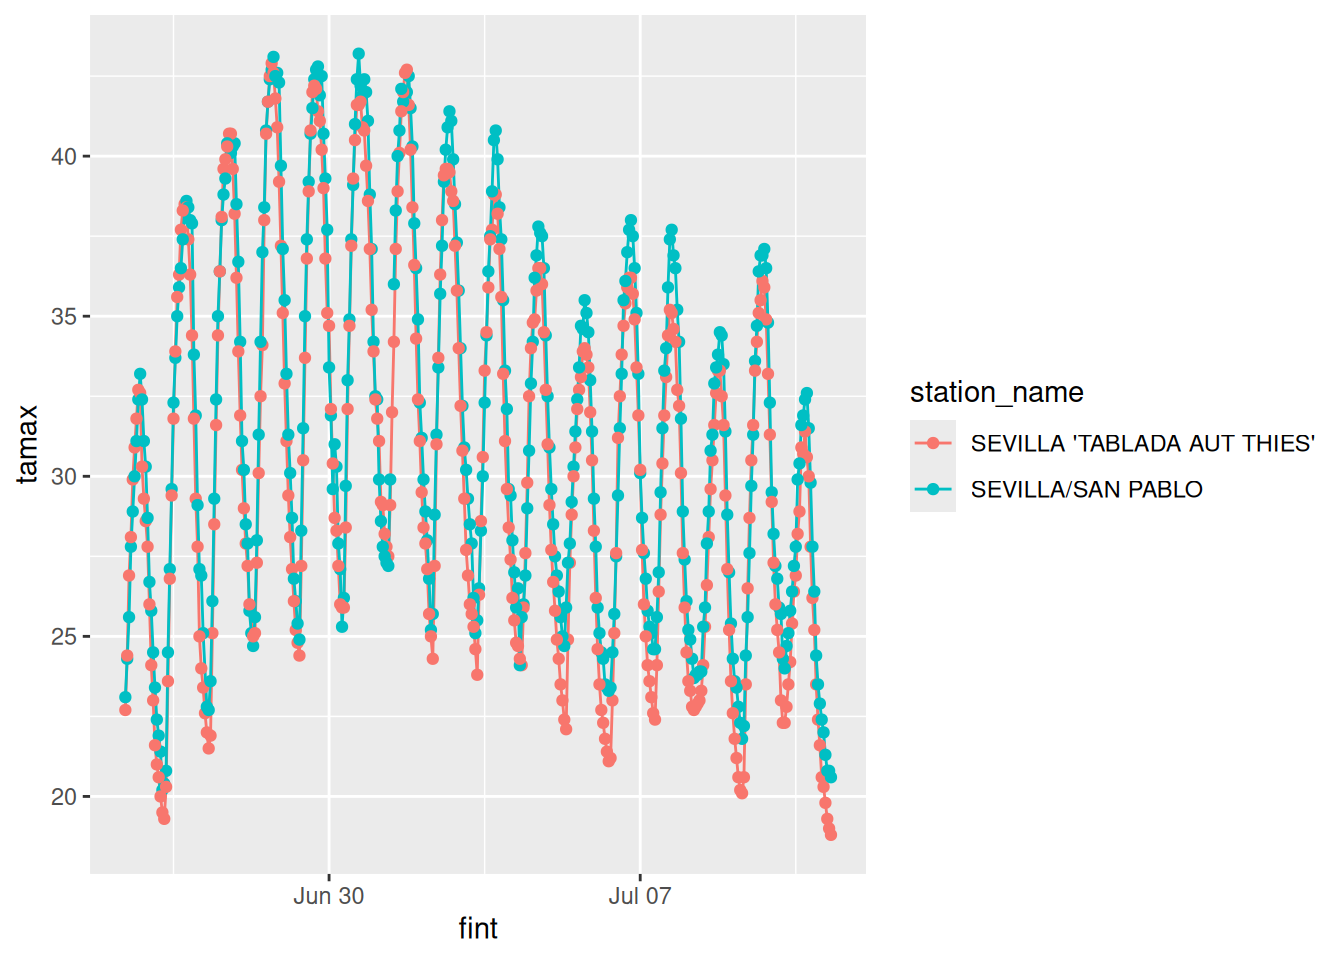 tamax
40
35
30
25
20
Jun 30
Jul 07
fint
station_name
SEVILLA 'TABLADA AUT THIES'
SEVILLA/SAN PABLO